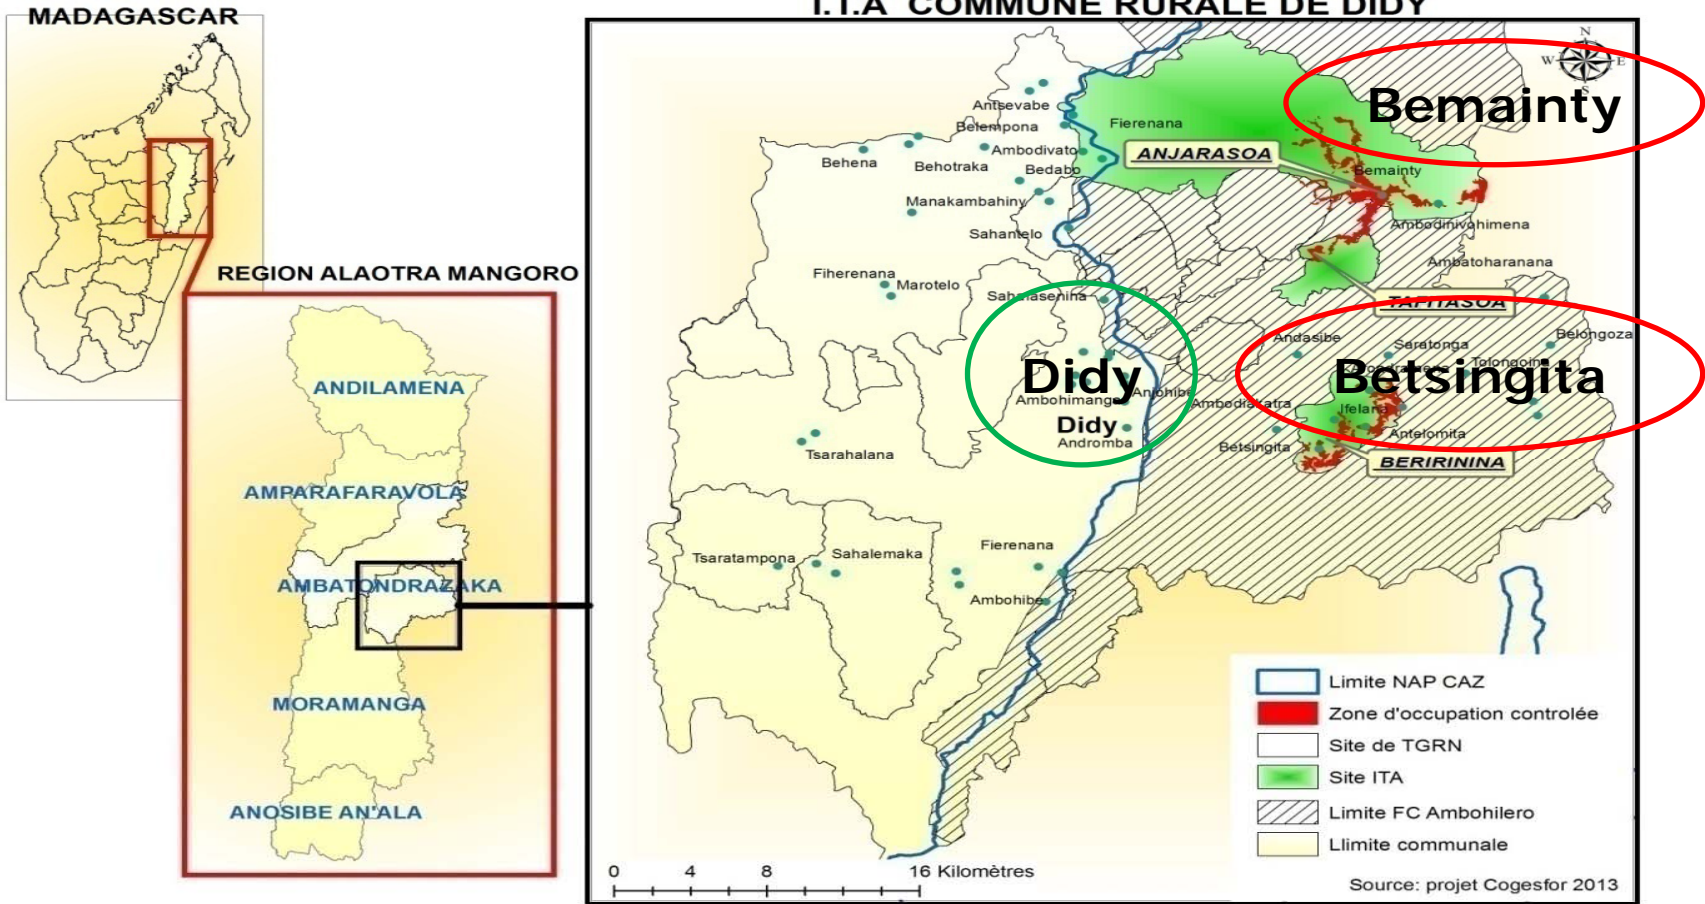 MADAGASCAR
I.T.A COMMUNE RURALE DE DIDY
REGION ALAOTRA MANGORO
ANDILAMENA
AMPARAFARAVOLA
AMBATONDRAZAKA
MORAMANGA
ANOSIBE AN'ALA
N
W
E
S
Bemainty
Antsevabe
Belempona
Fierenana
Ambodivato
ANJARASOA
Behena
Behotraka
Bedabo
Bemainty
Manakambahiny
Sahantelo
Ambodinivohimena
Ambatoharanana
Fiherenana
Marotelo
Sahalasenina
TAFITASOA
Andasibe
Saratonga
Belongoza
Tolongoina
Didy
Betsingita
Ambohimanga
Anjohibe
Ambodiakatra
Ifelana
Didy
Andromba
Antelomita
Betsingita
BERIRININA
Tsarahalana
Tsaratampona
Sahalemaka
Fierenana
Ambohibe
Limite NAP CAZ
Zone d'occupation controlée
Site de TGRN
Site ITA
Limite FC Ambohilero
Llimite communale
0 4 8 16 Kilomètres
Source: projet Cogesfor 2013